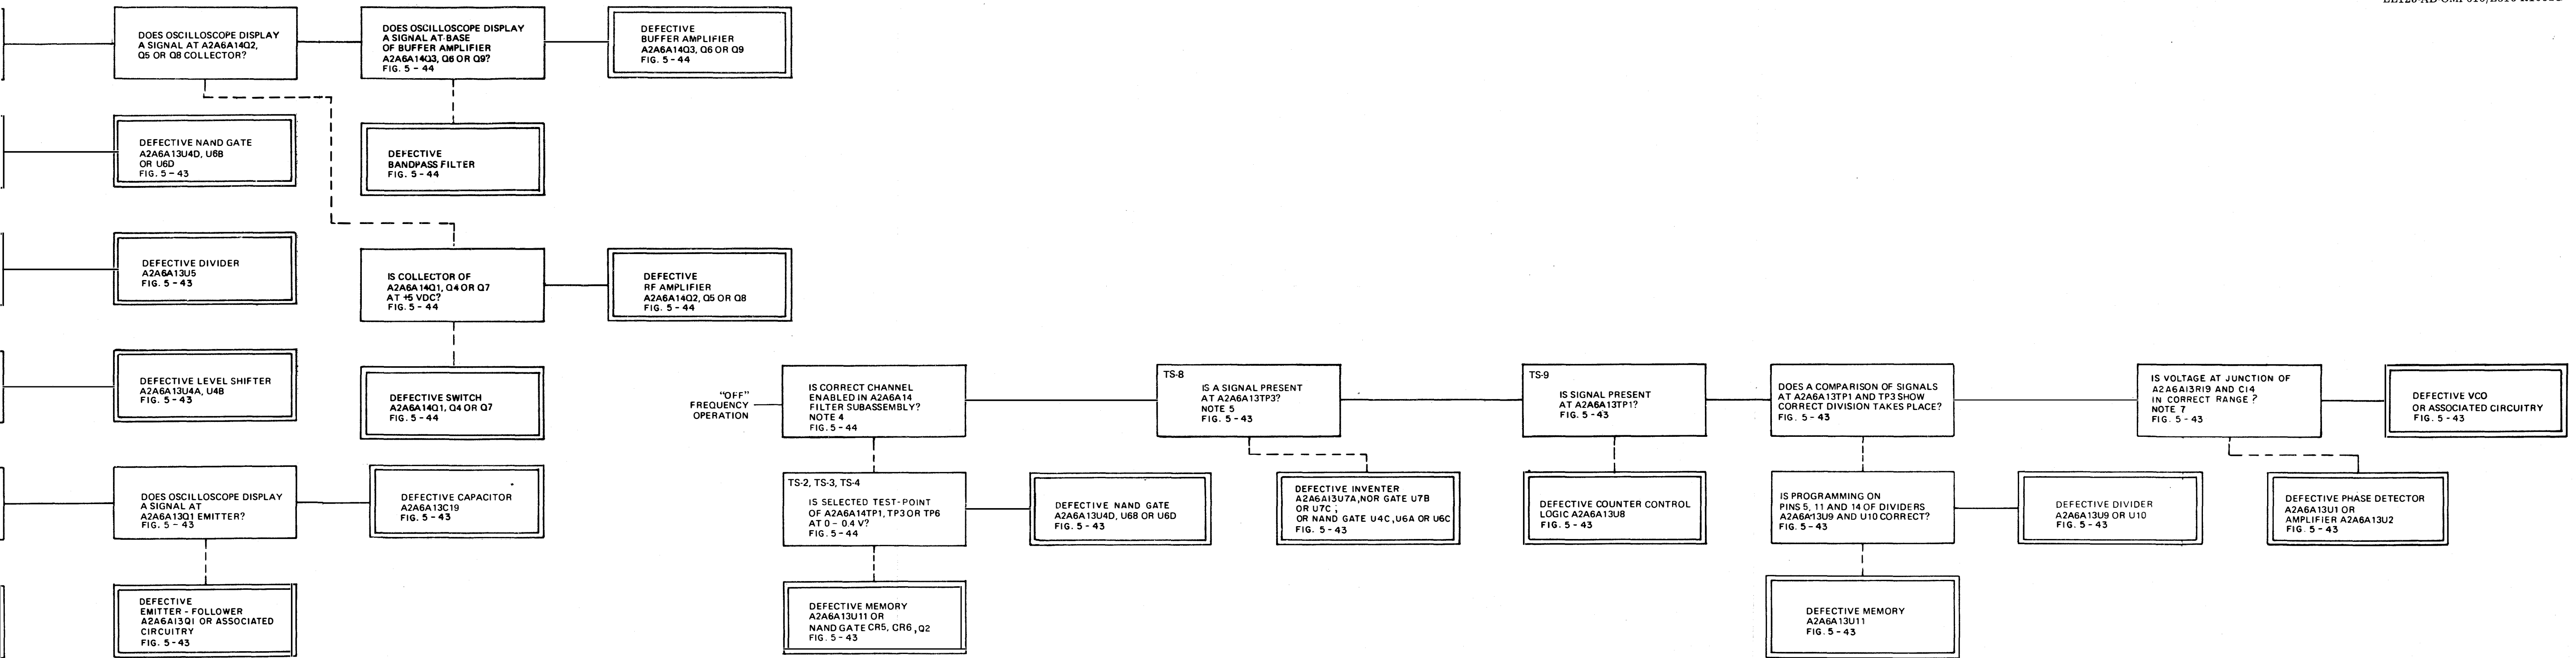 DOES OSCILLOSCOPE DISPLAY
A SIGNAL AT A2A6A14Q2,
Q5 OR Q8 COLLECTOR?
DOES OSCILLOSCOPE DISPLAY
A SIGNAL AT BASE
OF BUFFER AMPLIFIER
A2A6A14Q3, Q6 OR Q9?
FIG. 5 - 44
DEFECTIVE
BUFFER AMPLIFIER
A2A6A14Q3, Q6 OR Q9
FIG. 5 - 44
DEFECTIVE NAND GATE
A2A6A13U4D, U6B
OR U6D
FIG. 5 - 43
DEFECTIVE
BANDPASS FILTER
FIG. 5 - 44
DEFECTIVE DIVIDER
A2A6A13U5
FIG. 5 - 43
IS COLLECTOR OF
A2A6A14Q1, Q4 OR Q7
AT +5 VDC?
FIG. 5 - 44
DEFECTIVE
RF AMPLIFIER
A2A6A14Q2, Q5 OR Q8
FIG. 5 - 44
DEFECTIVE LEVEL SHIFTER
A2A6A13U4A, U4B
FIG. 5 - 43
DEFECTIVE SWITCH
A2A6A14Q1, Q4 OR Q7
FIG. 5 - 44
"OFF"
FREQUENCY
OPERATION
IS CORRECT CHANNEL
ENABLED IN A2A6A14
FILTER SUBASSEMBLY?
NOTE 4
FIG. 5 - 44
TS-8
IS A SIGNAL PRESENT
AT A2A6A13TP3?
NOTE 5
FIG. 5 - 43
TS-9
IS SIGNAL PRESENT
AT A2A6A13TP1?
FIG. 5 - 43
DOES A COMPARISON OF SIGNALS
AT A2A6A13TP1 AND TP3 SHOW
CORRECT DIVISION TAKES PLACE?
FIG. 5 - 43
IS VOLTAGE AT JUNCTION OF
A2A6A13R19 AND C14
IN CORRECT RANGE ?
NOTE 7
FIG. 5 - 43
DEFECTIVE VCO
OR ASSOCIATED CIRCUITRY
FIG. 5 - 43
DOES OSCILLOSCOPE DISPLAY
A SIGNAL AT
A2A6A13Q1 EMITTER?
FIG. 5 - 43
DEFECTIVE CAPACITOR
A2A6A13C19
FIG. 5 - 43
TS-2, TS-3, TS-4
IS SELECTED TEST-POINT
OF A2A6A14TP1, TP3 OR TP6
AT 0 - 0.4 V?
FIG. 5 - 44
DEFECTIVE NAND GATE
A2A6A13U4D, U6B OR U6D
FIG. 5 - 43
DEFECTIVE INVENTER
A2A6A13U7A,NOR GATE U7B
OR U7C ;
OR NAND GATE U4C, U6A OR U6C
FIG. 5 - 43
DEFECTIVE COUNTER CONTROL
LOGIC A2A6A13U8
FIG. 5 - 43
IS PROGRAMMING ON
PINS 5, 11 AND 14 OF DIVIDERS
A2A6A13U9 AND U10 CORRECT?
FIG. 5 - 43
DEFECTIVE DIVIDER
A2A6A13U9 OR U10
FIG. 5 - 43
DEFECTIVE PHASE DETECTOR
A2A6A13U1 OR
AMPLIFIER A2A6A13U2
FIG. 5 - 43
DEFECTIVE
EMITTER - FOLLOWER
A2A6A13Q1 OR ASSOCIATED
CIRCUITRY
FIG. 5 - 43
DEFECTIVE MEMORY
A2A6A13U11 OR
NAND GATE CR5, CR6 , Q2
FIG. 5 - 43
DEFECTIVE MEMORY
A2A6A13U11
FIG. 5 - 43